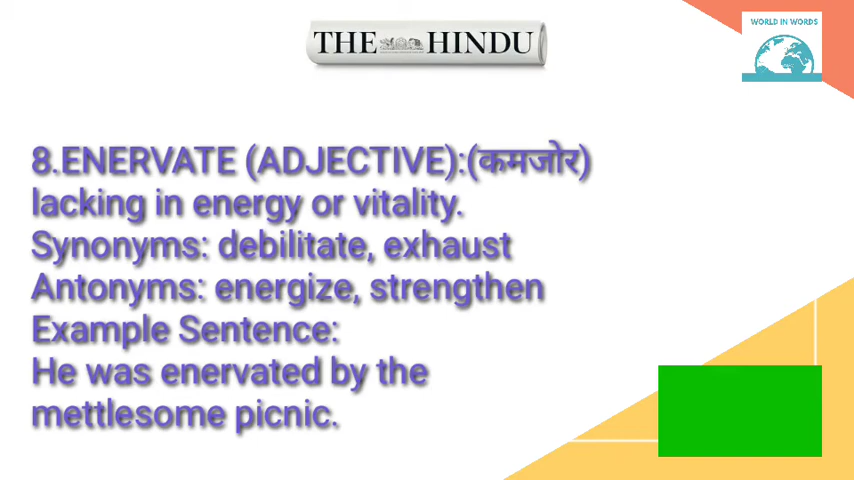 THE HINDU
WORLD IN WORDS
8.ENERVATE (ADJECTIVE):(कमजोर)
lacking in energy or vitality.
Synonyms: debilitate, exhaust
Antonyms: energize, strengthen
Example Sentence:
He was enervated by the
mettlesome picnic.